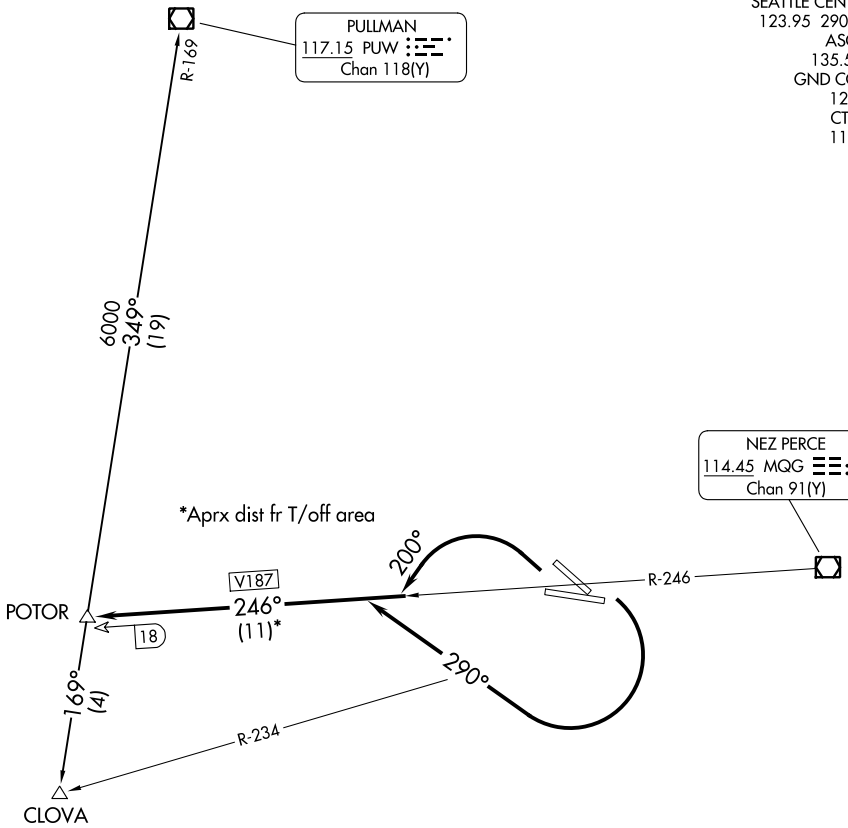 SEATTLE CEN
123.95 290
ASO
135.5
GND CO
12
CT
11
PULLMAN
117.15 PUW
Chan 118(Y)
R-169
6000
349°
(19)
NEZ PERCE
114.45 MQG
Chan 91(Y)
*Aprx dist fr T/off area
200°
V187
R-246
246°
(11)*
POTOR
18
290°
169°
(4)
R-234
CLOVA